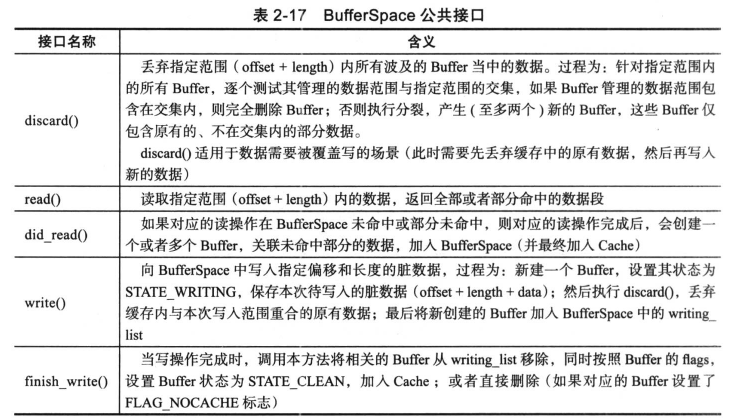 表 2-17 BufferSpace 公共接口
接口名称 含义
discard()
丢弃指定范围（offset + length）内所有波及的 Buffer 当中的数据。过程为：针对指定范围内
的所有 Buffer，逐个测试其管理的数据范围与指定范围的交集，如果 Buffer 管理的数据范围包
含在交集内，则完全删除 Buffer；否则执行分裂，产生（至多两个）新的 Buffer，这些 Buffer 仅
包含原有的、不在交集内的部分数据。
discard() 适用于数据需要被覆盖写的场景（此时需要先丢弃缓存中的原有数据，然后再写入
新的数据）
read()
读取指定范围（offset + length）内的数据，返回全部或者部分命中的数据段
did_read()
如果对应的读操作在 BufferSpace 未命中或部分未命中，则对应的读操作完成后，会创建一
个或者多个 Buffer，关联未命中部分的数据，加入 BufferSpace（并最终加入 Cache）
write()
向 BufferSpace 中写入指定偏移和长度的脏数据，过程为：新建一个 Buffer，设置其状态为
STATE_WRITING，保存本次待写入的脏数据（offset + length + data）；然后执行 discard()，丢弃
缓存内与本次写入范围重合的原有数据；最后将新创建的 Buffer 加入 BufferSpace 中的 writing_
list
finish_write()
当写操作完成时，调用本方法将相关的 Buffer 从 writing_list 移除，同时按照 Buffer 的 flags，
设置 Buffer 状态为 STATE_CLEAN，加入 Cache；或者直接删除（如果对应的 Buffer 设置了
FLAG_NOCACHE 标志）